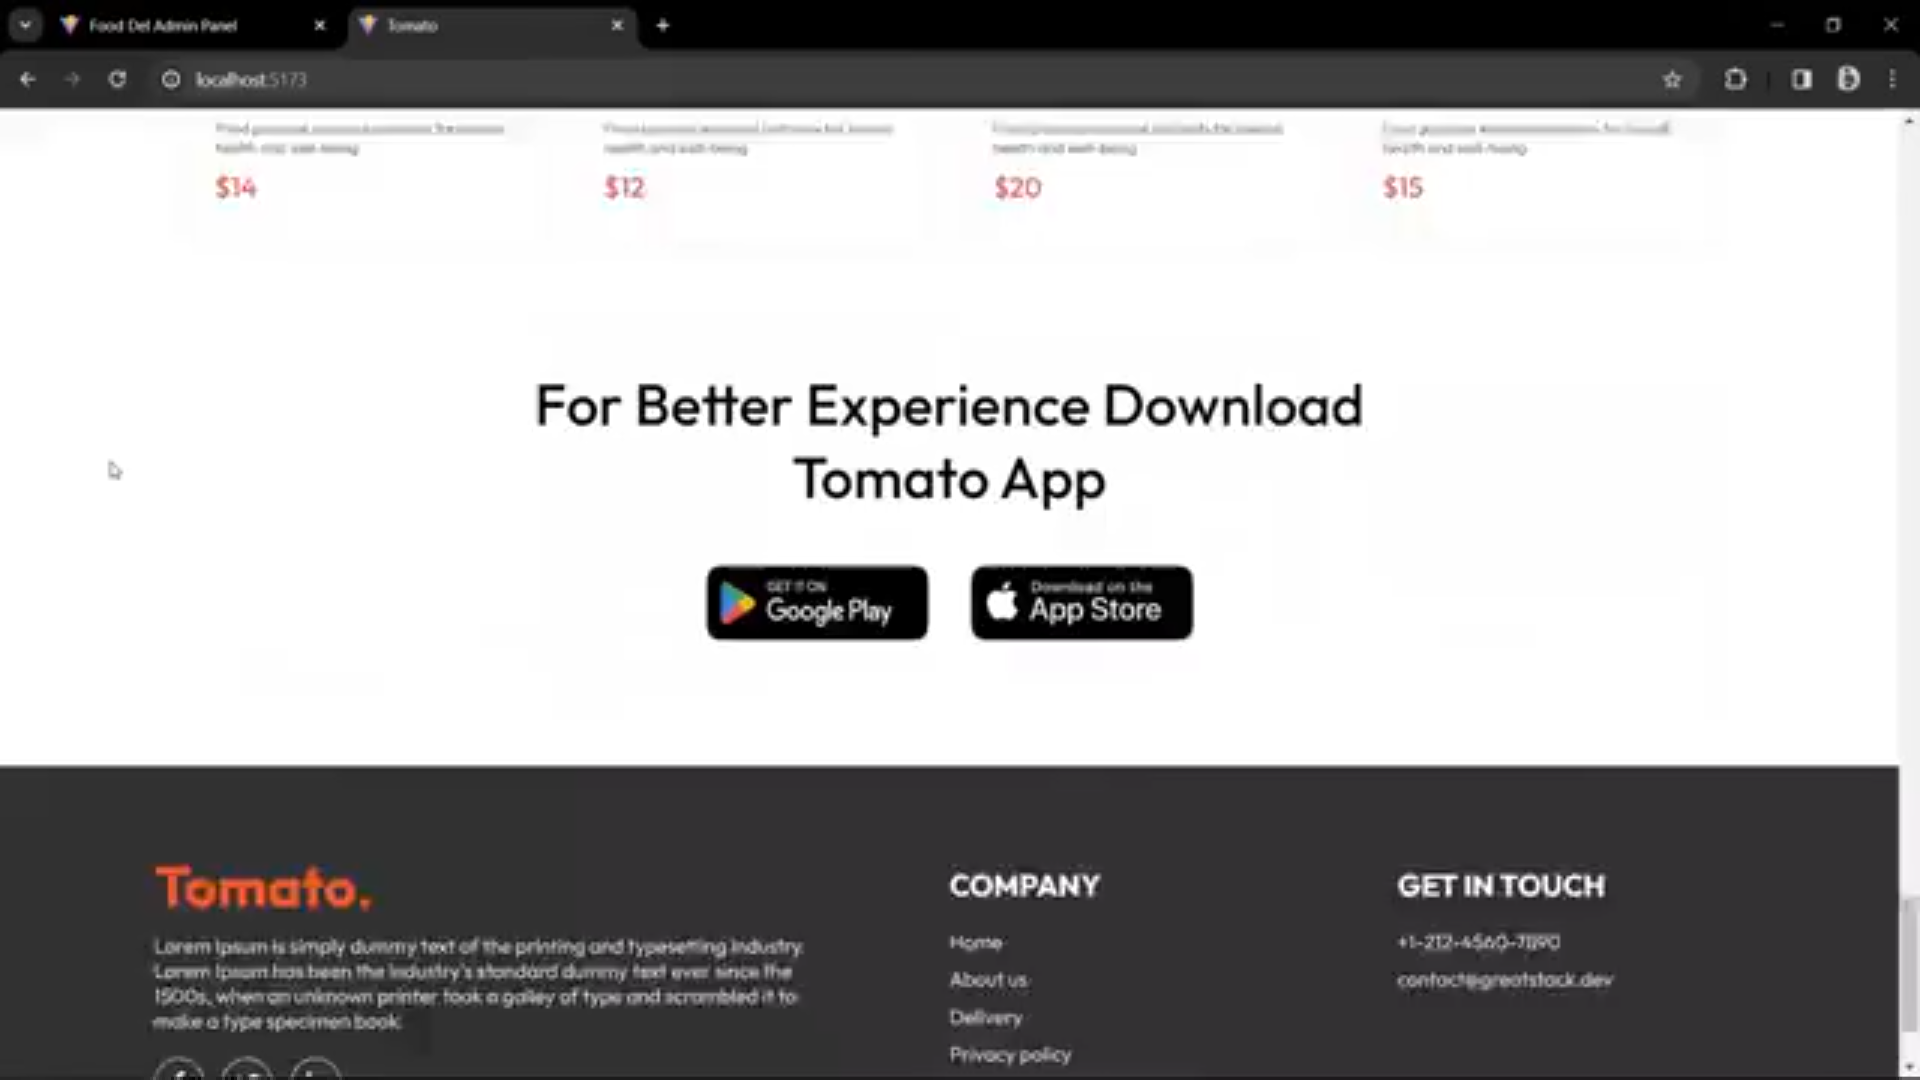 Food Del Admin Panel
Tomato
localhost:5173
health and well-being
health and well-being
health and well-being
health and well-being
$14
$12
$20
$15
For Better Experience Download
Tomato App
GET IT ON
Google Play
Download on the
App Store
Tomato.
Lorem Ipsum is simply dummy text of the printing and typesetting industry.
Lorem Ipsum has been the industry's standard dummy text ever since the
1500s, when an unknown printer took a galley of type and scrambled it to
make a type specimen book.
COMPANY
Home
About us
Delivery
Privacy policy
GET IN TOUCH
+1-212-4560-7890
contact@greatstack.dev